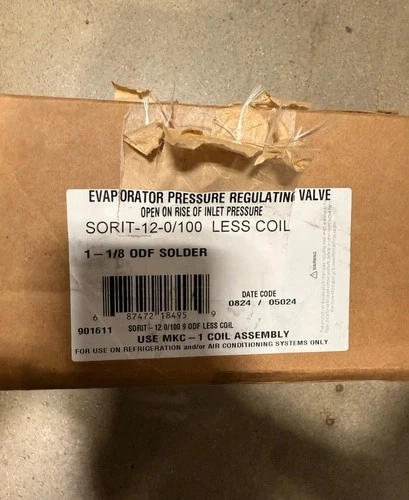 EVAPORATOR PRESSURE REGULATING VALVE
OPEN ON RISE OF INLET PRESSURE
SORIT-12-0/100 LESS COIL
1-1/8 ODF SOLDER
WARNING
DATE CODE
0824 / 05024
6 87472 18495 9
901611 SORIT - 12 0/100 9 ODF LESS COIL
USE MKC-1 COIL ASSEMBLY
FOR USE ON REFRIGERATION and/or AIR CONDITIONING SYSTEMS ONLY